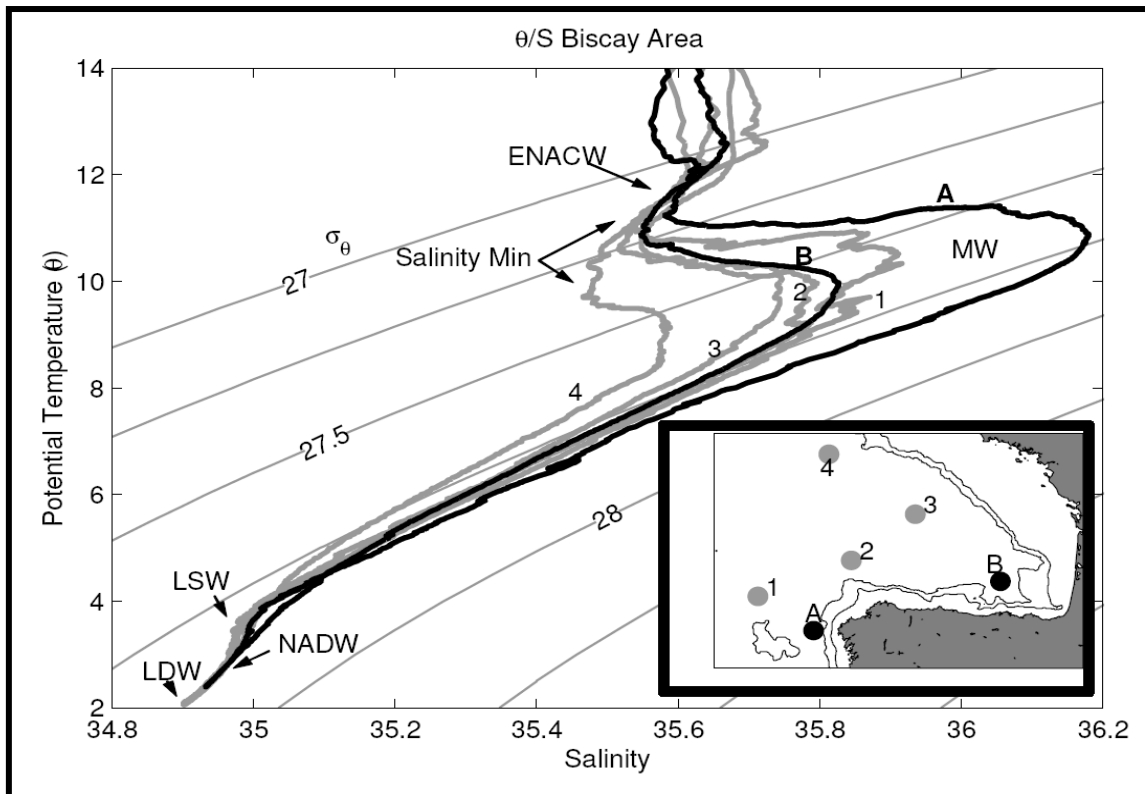 θ/S Biscay Area
14
12
10
8
6
4
2
Potential Temperature (θ)
34.8
35
35.2
35.4
35.6
35.8
36
36.2
Salinity
ENACW
σθ
27
Salinity Min
A
MW
B
2
1
3
4
27.5
28
LSW
NADW
LDW
4
3
2
B
1
A